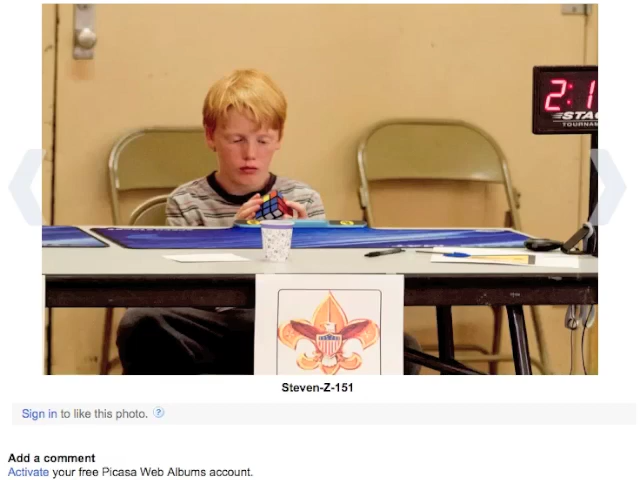 2:1
STAC
TOURNAM
Steven-Z-151
Sign in to like this photo. ?
Add a comment
Activate your free Picasa Web Albums account.